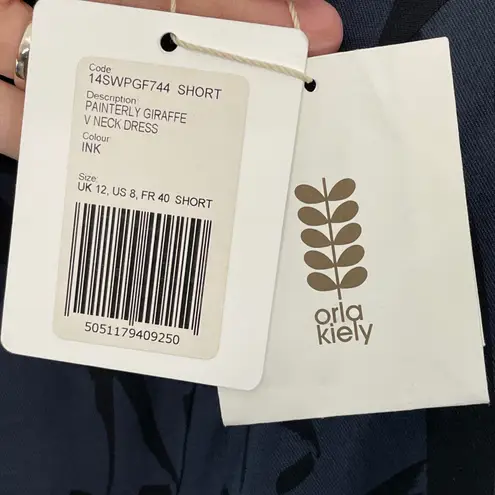 Code
14SWPGF744 SHORT
Description
PAINTERLY GIRAFFE
V NECK DRESS
Colour
INK
Size:
UK 12, US 8, FR 40 SHORT
5051179409250
orla
kiely